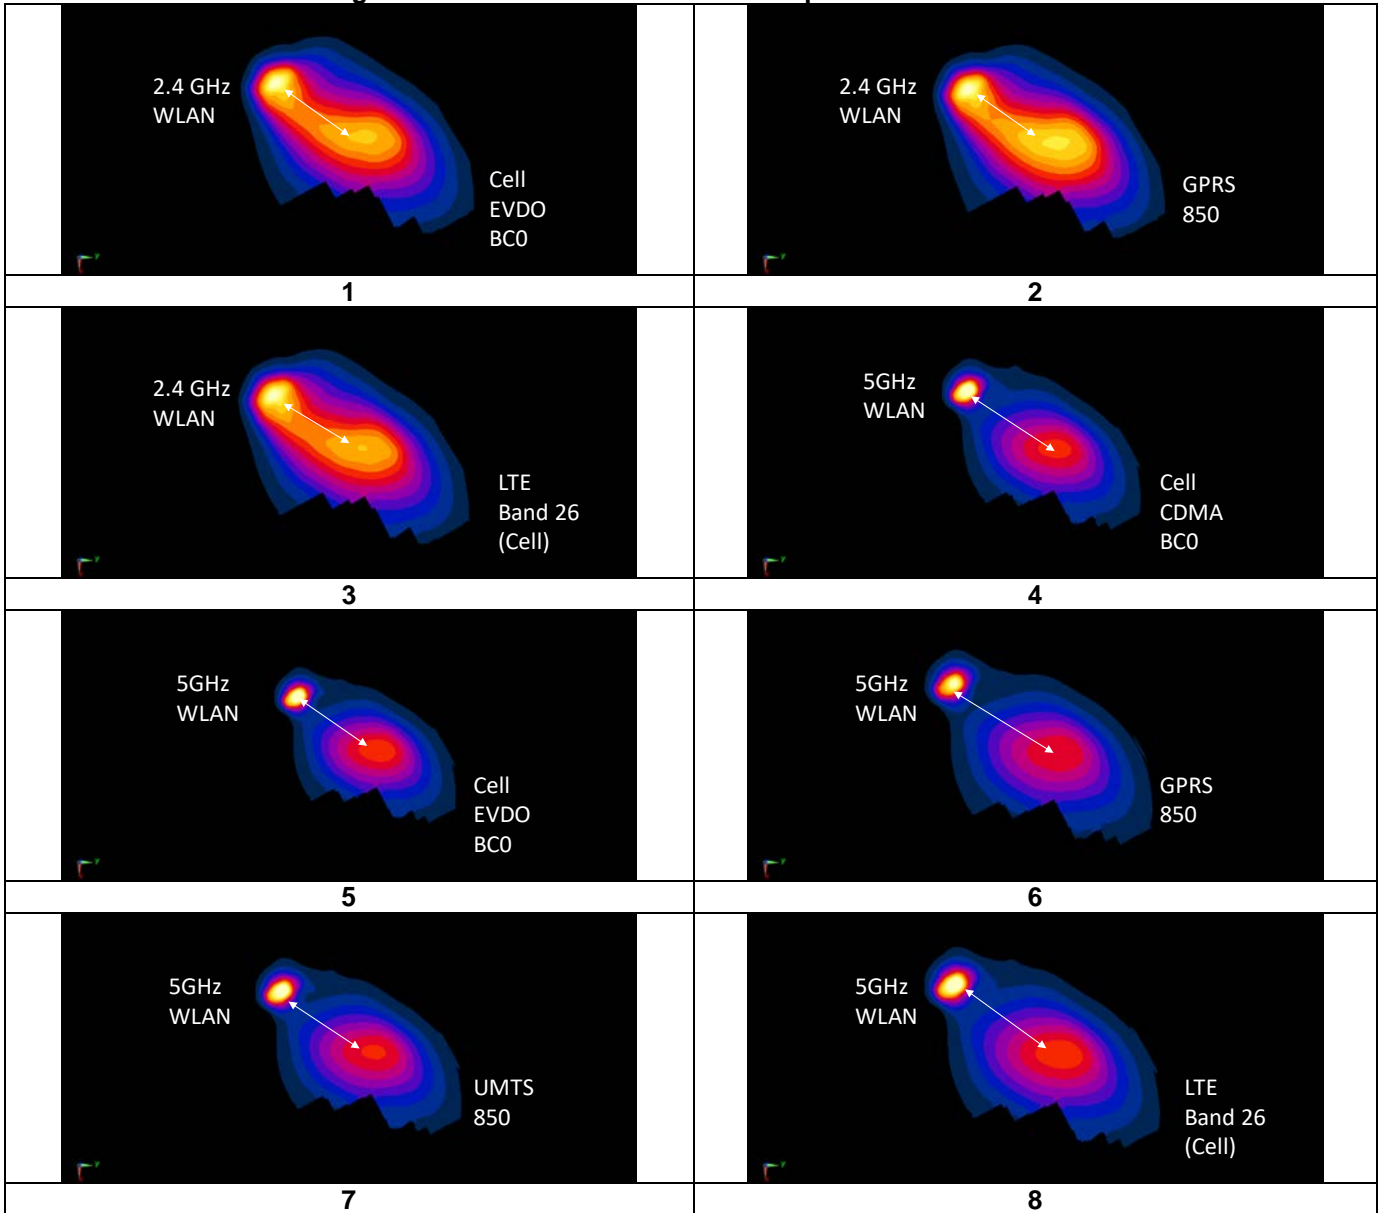 2.4 GHz
WLAN
Cell
EVDO
BC0
1
2.4 GHz
WLAN
GPRS
850
2
2.4 GHz
WLAN
LTE
Band 26
(Cell)
3
5GHz
WLAN
Cell
CDMA
BC0
4
5GHz
WLAN
Cell
EVDO
BC0
5
5GHz
WLAN
GPRS
850
6
5GHz
WLAN
UMTS
850
7
5GHz
WLAN
LTE
Band 26
(Cell)
8